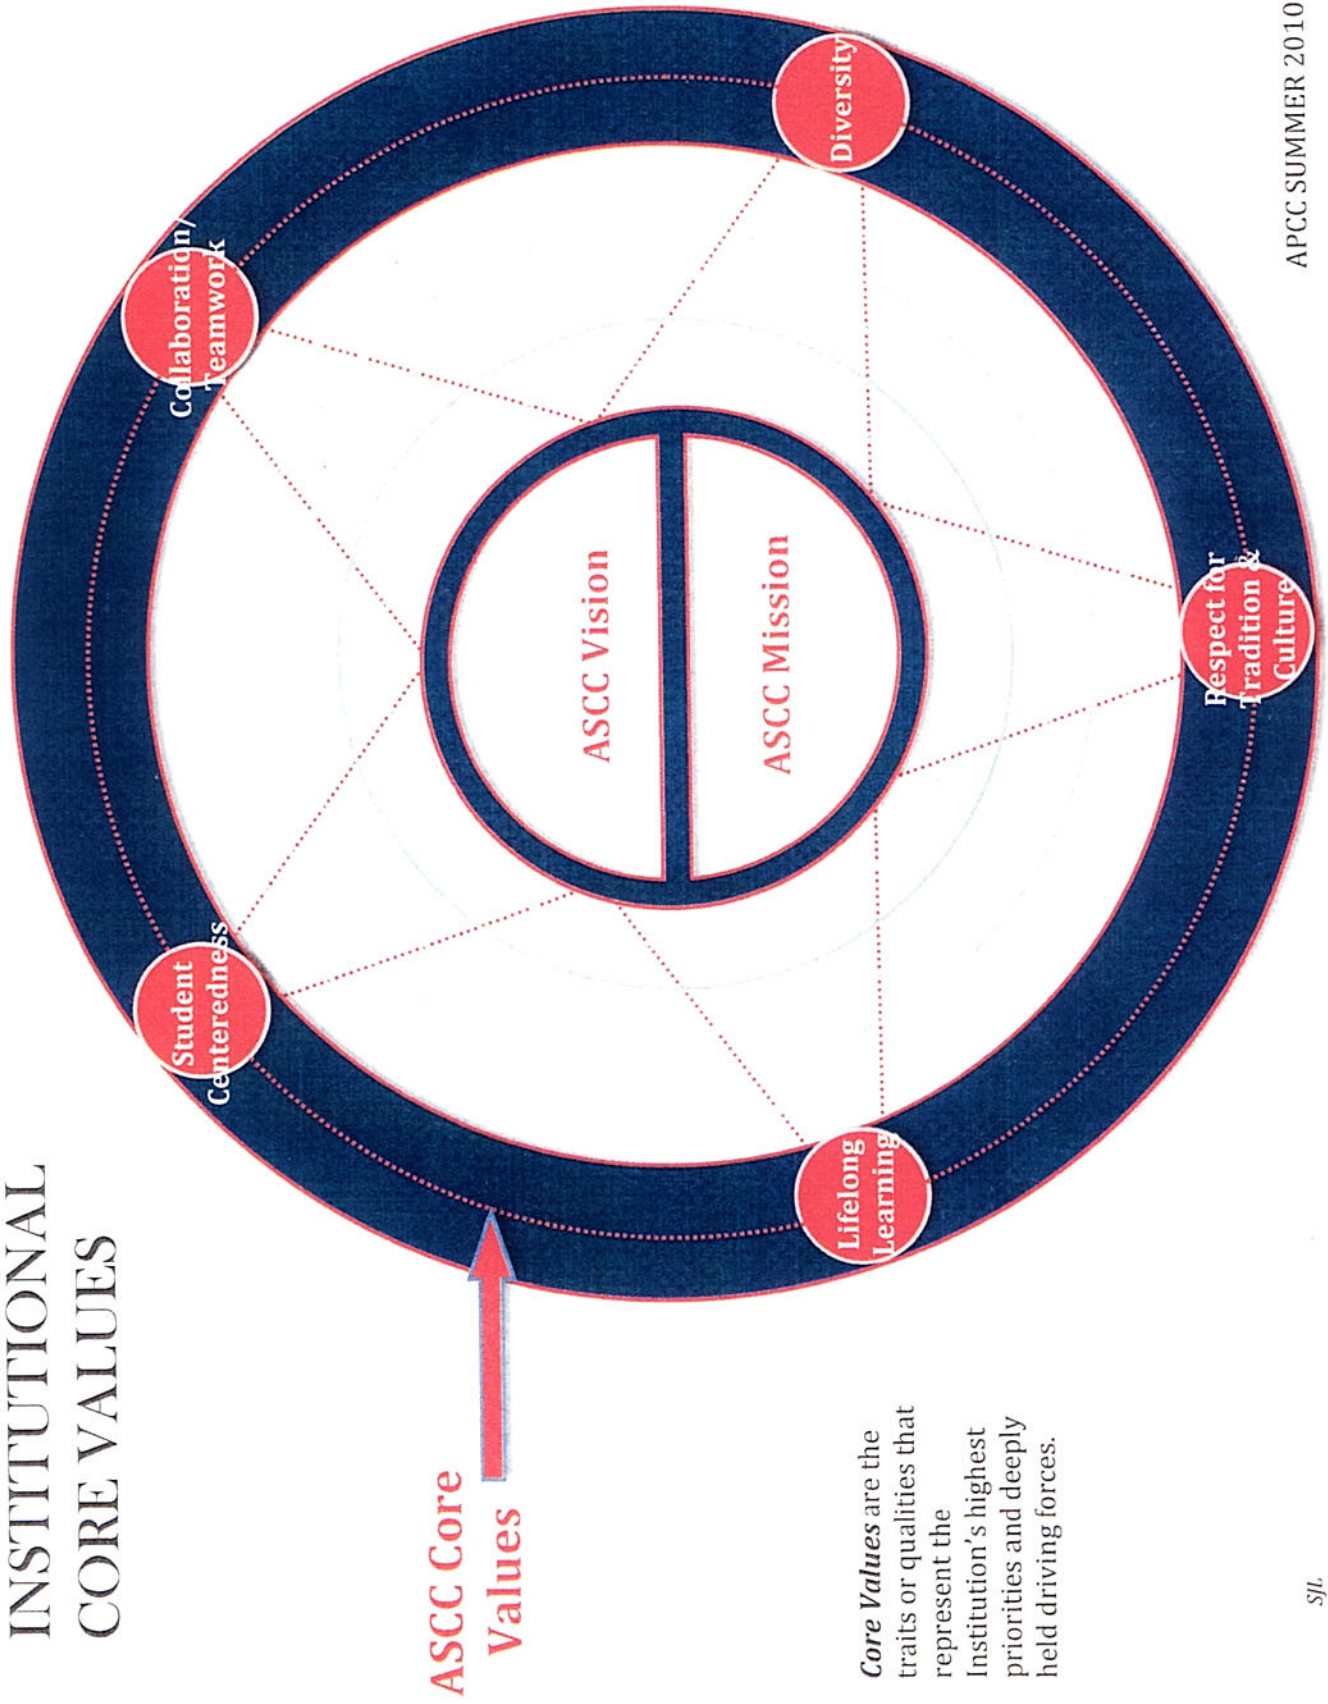 INSTITUTIONAL
CORE VALUES
ASCC Core
Values
Student
Centeredness
Collaboration/
Teamwork
Lifelong
Learning
Diversity
Respect for
Tradition &
Culture
ASCC Vision
ASCC Mission
Core Values are the
traits or qualities that
represent the
Institution's highest
priorities and deeply
held driving forces.
SJL
APCC SUMMER 2010